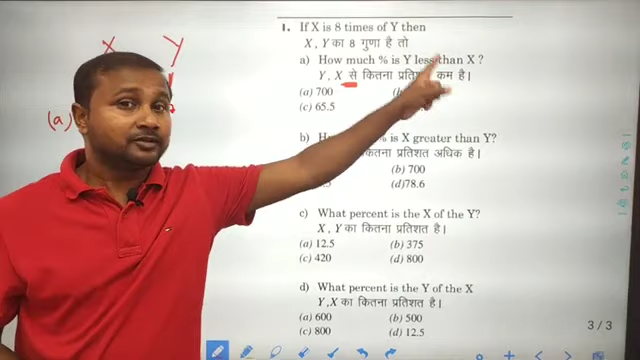 X Y
(a)
1. If X is 8 times of Y then
X, Y का 8 गुणा है तो
a) How much % is Y less than X ?
Y, X से कितना प्रतिशत कम है।
(a) 700
(c) 65.5
% is X greater than Y?
कितना प्रतिशत अधिक है।
(b) 700
(d)78.6
c) What percent is the X of the Y?
X, Y का कितना प्रतिशत है।
(a) 12.5 (b) 375
(c) 420 (d) 800
d) What percent is the Y of the X
Y, X का कितना प्रतिशत है।
(a) 600 (b) 500
(c) 800 (d) 12.5
3 / 3